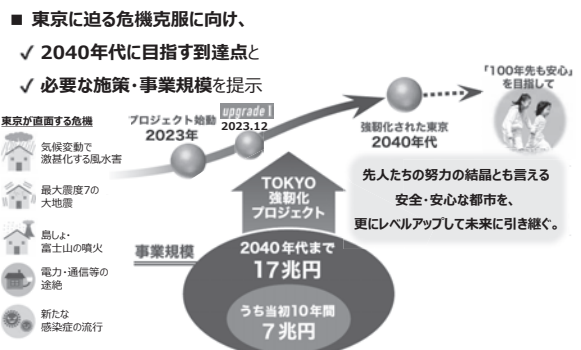 ■ 東京に迫る危機克服に向け、
✓ 2040年代に目指す到達点と
✓ 必要な施策・事業規模を提示
「100年先も安心」
を目指して
東京が直面する危機
気候変動で
激甚化する風水害
最大震度7の
大地震
島しょ・
富士山の噴火
電力・通信等の
途絶
新たな
感染症の流行
プロジェクト始動
2023年
upgrade I
2023.12
強靭化された東京
2040年代
TOKYO
強靭化
プロジェクト
先人たちの努力の結晶とも言える
安全・安心な都市を、
更にレベルアップして未来に引き継ぐ。
事業規模
2040年代まで
17兆円
うち当初10年間
7兆円